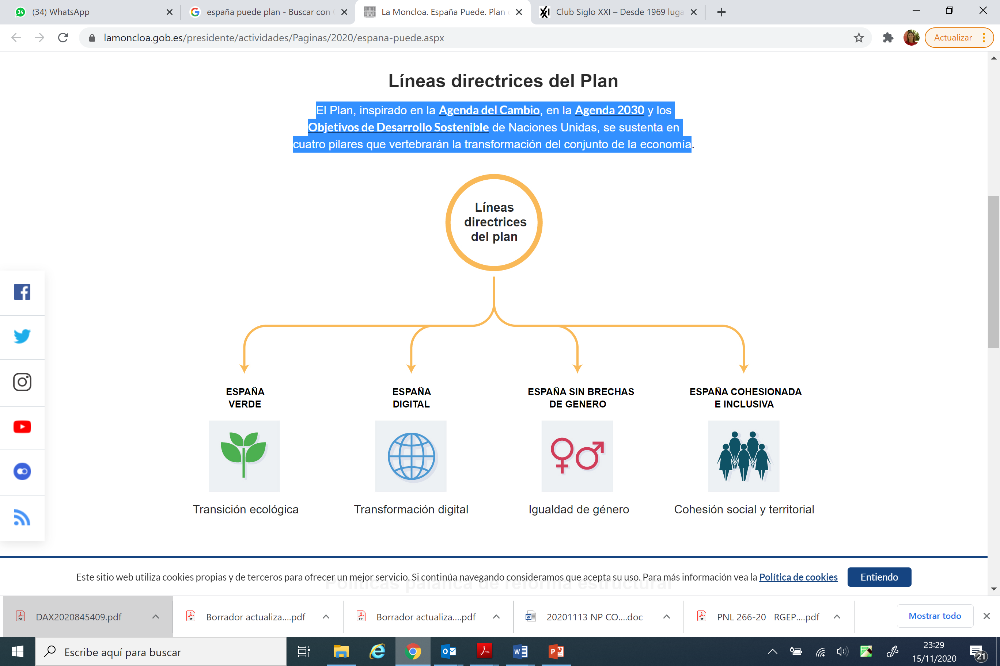 (34) WhatsApp
españa puede plan - Buscar con
La Moncloa. España Puede. Plan
Club Siglo XXI – Desde 1969 luga
lamoncloa.gob.es/presidente/actividades/Paginas/2020/espana-puede.aspx
Actualizar
Líneas directrices del Plan
El Plan, inspirado en la Agenda del Cambio, en la Agenda 2030 y los
Objetivos de Desarrollo Sostenible de Naciones Unidas, se sustenta en
cuatro pilares que vertebrarán la transformación del conjunto de la economía.
Líneas
directrices
del plan
ESPAÑA
VERDE
ESPAÑA
DIGITAL
ESPAÑA SIN BRECHAS
DE GENERO
ESPAÑA COHESIONADA
E INCLUSIVA
Transición ecológica
Transformación digital
Igualdad de género
Cohesión social y territorial
Este sitio web utiliza cookies propias y de terceros para ofrecer un mejor servicio. Si continúa navegando consideramos que acepta su uso. Para más información vea la Política de cookies
Entiendo
Políticas palanca de reforma estructural
DAX2020845409.pdf
Borrador actualiza....pdf
Borrador actualiza....pdf
20201113 NP CO....doc
PNL 266-20 RGEP....pdf
Mostrar todo
Escribe aquí para buscar
23:29
15/11/2020
21